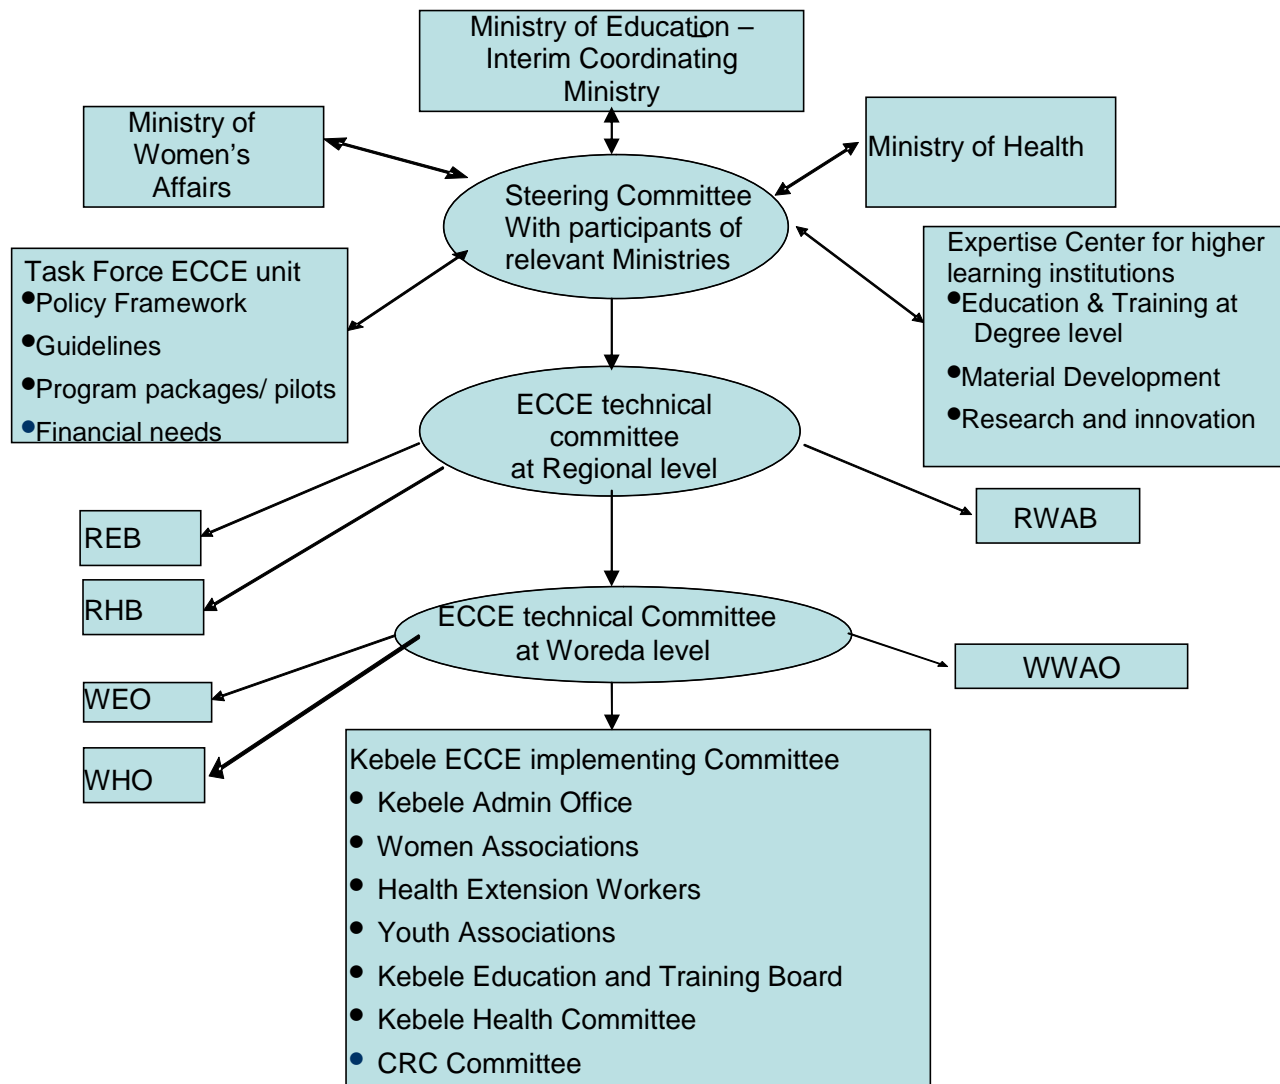 Ministry of Education –
Interim Coordinating
Ministry
Ministry of
Women's
Affairs
Ministry of Health
Steering Committee
With participants of
relevant Ministries
Task Force ECCE unit
●Policy Framework
●Guidelines
●Program packages/ pilots
●Financial needs
Expertise Center for higher
learning institutions
●Education & Training at
Degree level
●Material Development
●Research and innovation
ECCE technical
committee
at Regional level
REB
RHB
RWAB
ECCE technical Committee
at Woreda level
WEO
WHO
WWAO
Kebele ECCE implementing Committee
● Kebele Admin Office
● Women Associations
● Health Extension Workers
● Youth Associations
● Kebele Education and Training Board
● Kebele Health Committee
● CRC Committee